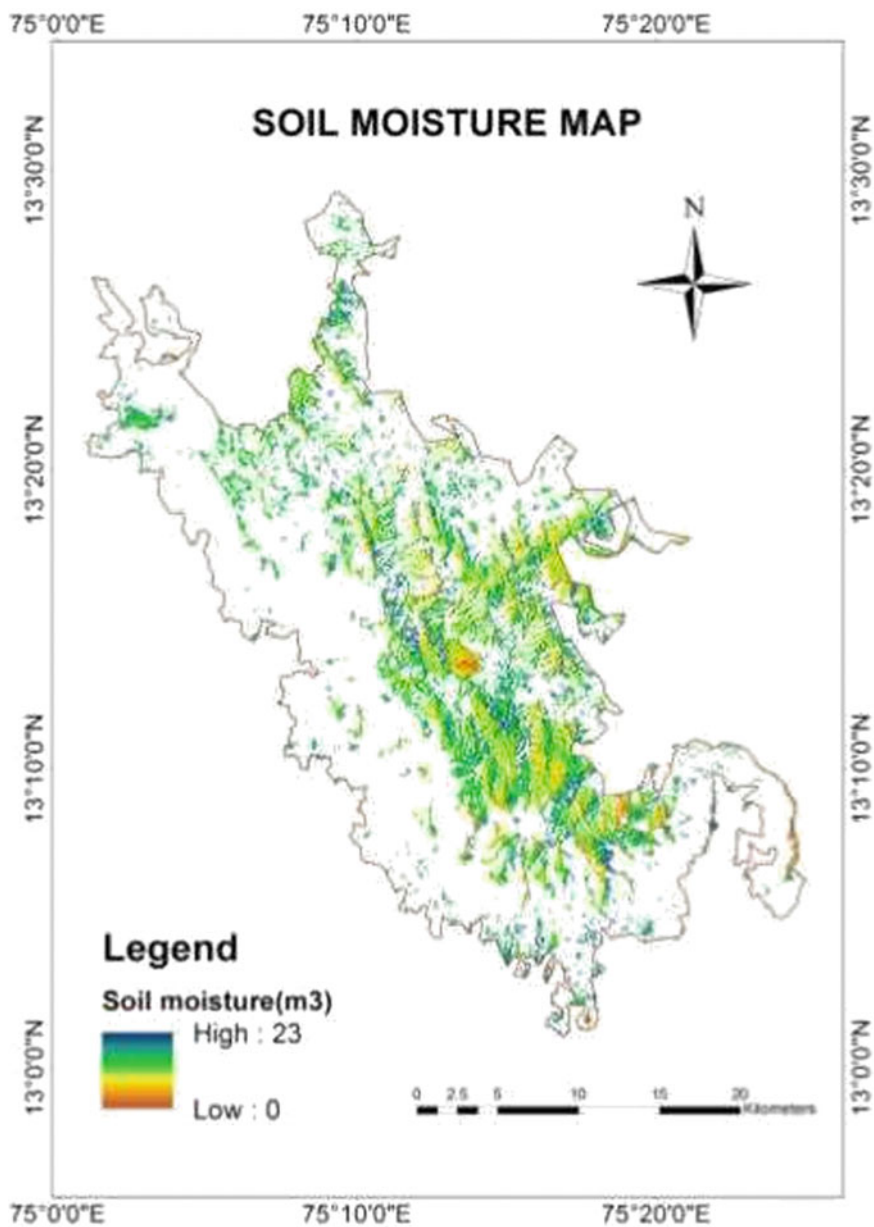 75°0'0"E 75°10'0"E 75°20'0"E
SOIL MOISTURE MAP
13°30'0"N 13°30'0"N
N
13°20'0"N 13°20'0"N
13°10'0"N 13°10'0"N
Legend
Soil moisture(m3)
High : 23
Low : 0
13°0'0"N 13°0'0"N
0 2.5 5 10 15 20
Kilometers
75°0'0"E 75°10'0"E 75°20'0"E